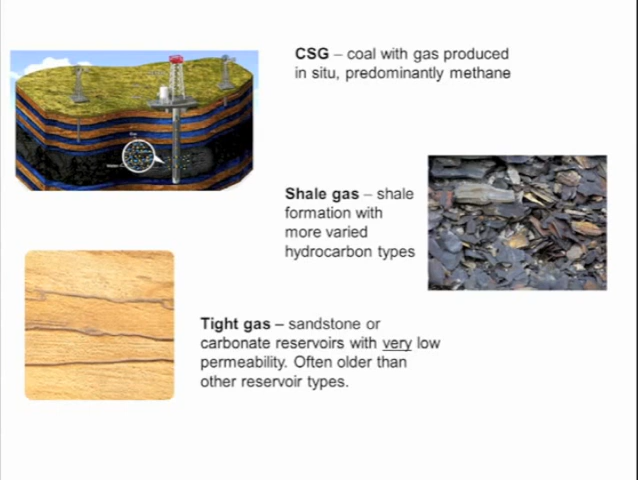 CSG – coal with gas produced
in situ, predominantly methane
Shale gas – shale
formation with
more varied
hydrocarbon types
Tight gas – sandstone or
carbonate reservoirs with very low
permeability. Often older than
other reservoir types.